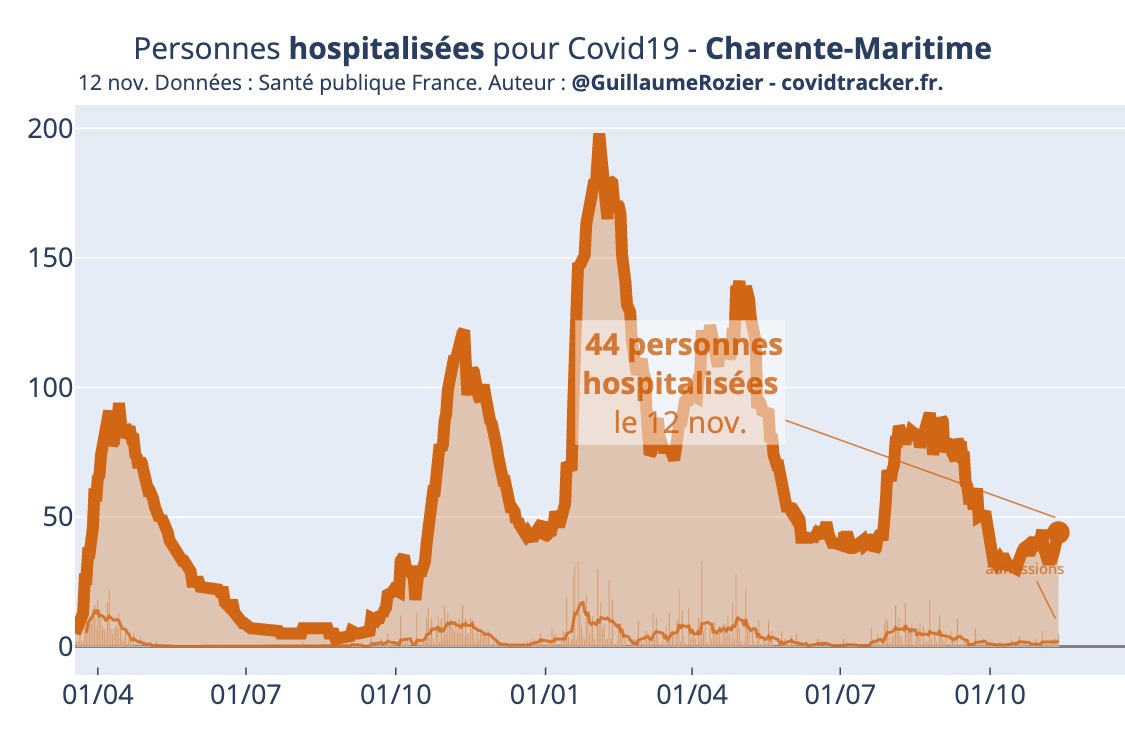 Personnes hospitalisées pour Covid19 - Charente-Maritime
12 nov. Données : Santé publique France. Auteur : @GuillaumeRozier - covidtracker.fr.
200
150
100
50
0
44 personnes
hospitalisées
le 12 nov.
admissions
01/04 01/07 01/10 01/01 01/04 01/07 01/10